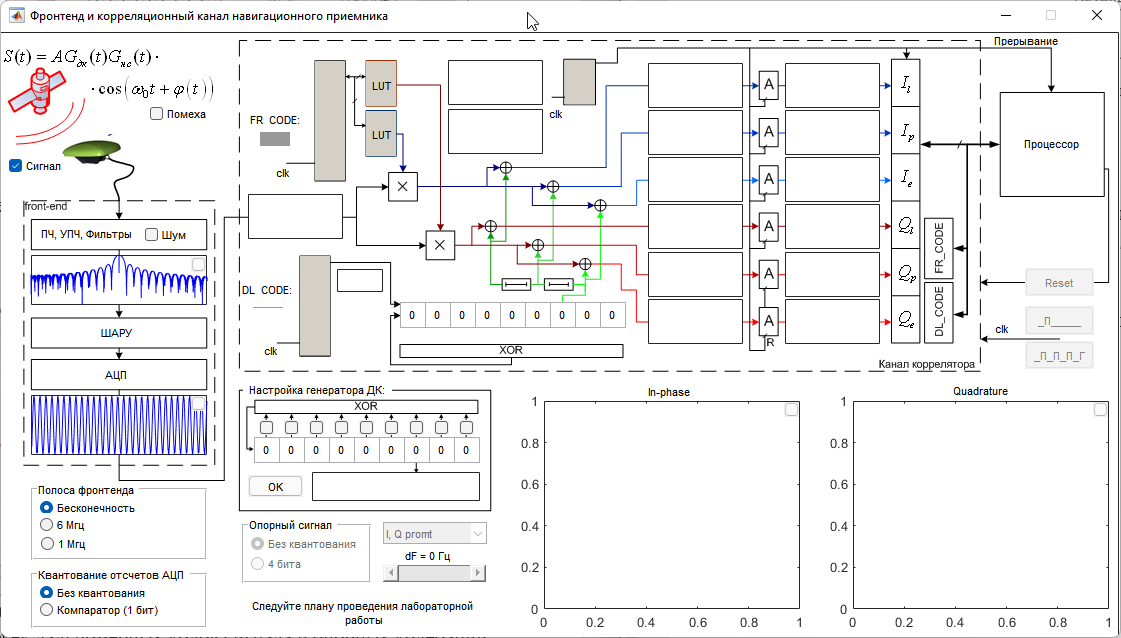 Фронтенд и корреляционный канал навигационного приемника
S(t) = AG_дк(t)G_нс(t) ·
· cos(ω₀t + φ(t))
Помеха
Сигнал
front-end
ПЧ, УПЧ, Фильтры
Шум
ШАРУ
АЦП
Полоса фронтенда
Бесконечность
6 Мгц
1 Мгц
Квантование отсчетов АЦП
Без квантования
Компаратор (1 бит)
FR CODE:
clk
LUT
LUT
clk
×
×
DL CODE:
clk
0 0 0 0 0 0 0 0 0
XOR
A
A
A
A
A
A
R
I_l
I_p
I_e
Q_l
Q_p
Q_e
FR_CODE
DL_CODE
Канал коррелятора
Прерывание
Процессор
Reset
clk
_П_____
_П_П_П_Г
Настройка генератора ДК:
XOR
0 0 0 0 0 0 0 0 0
OK
Опорный сигнал
Без квантования
4 бита
I, Q promt
dF = 0 Гц
Следуйте плану проведения лабораторной
работы
In-phase
1
0.8
0.6
0.4
0.2
0
0 0.2 0.4 0.6 0.8 1
Quadrature
1
0.8
0.6
0.4
0.2
0
0 0.2 0.4 0.6 0.8 1